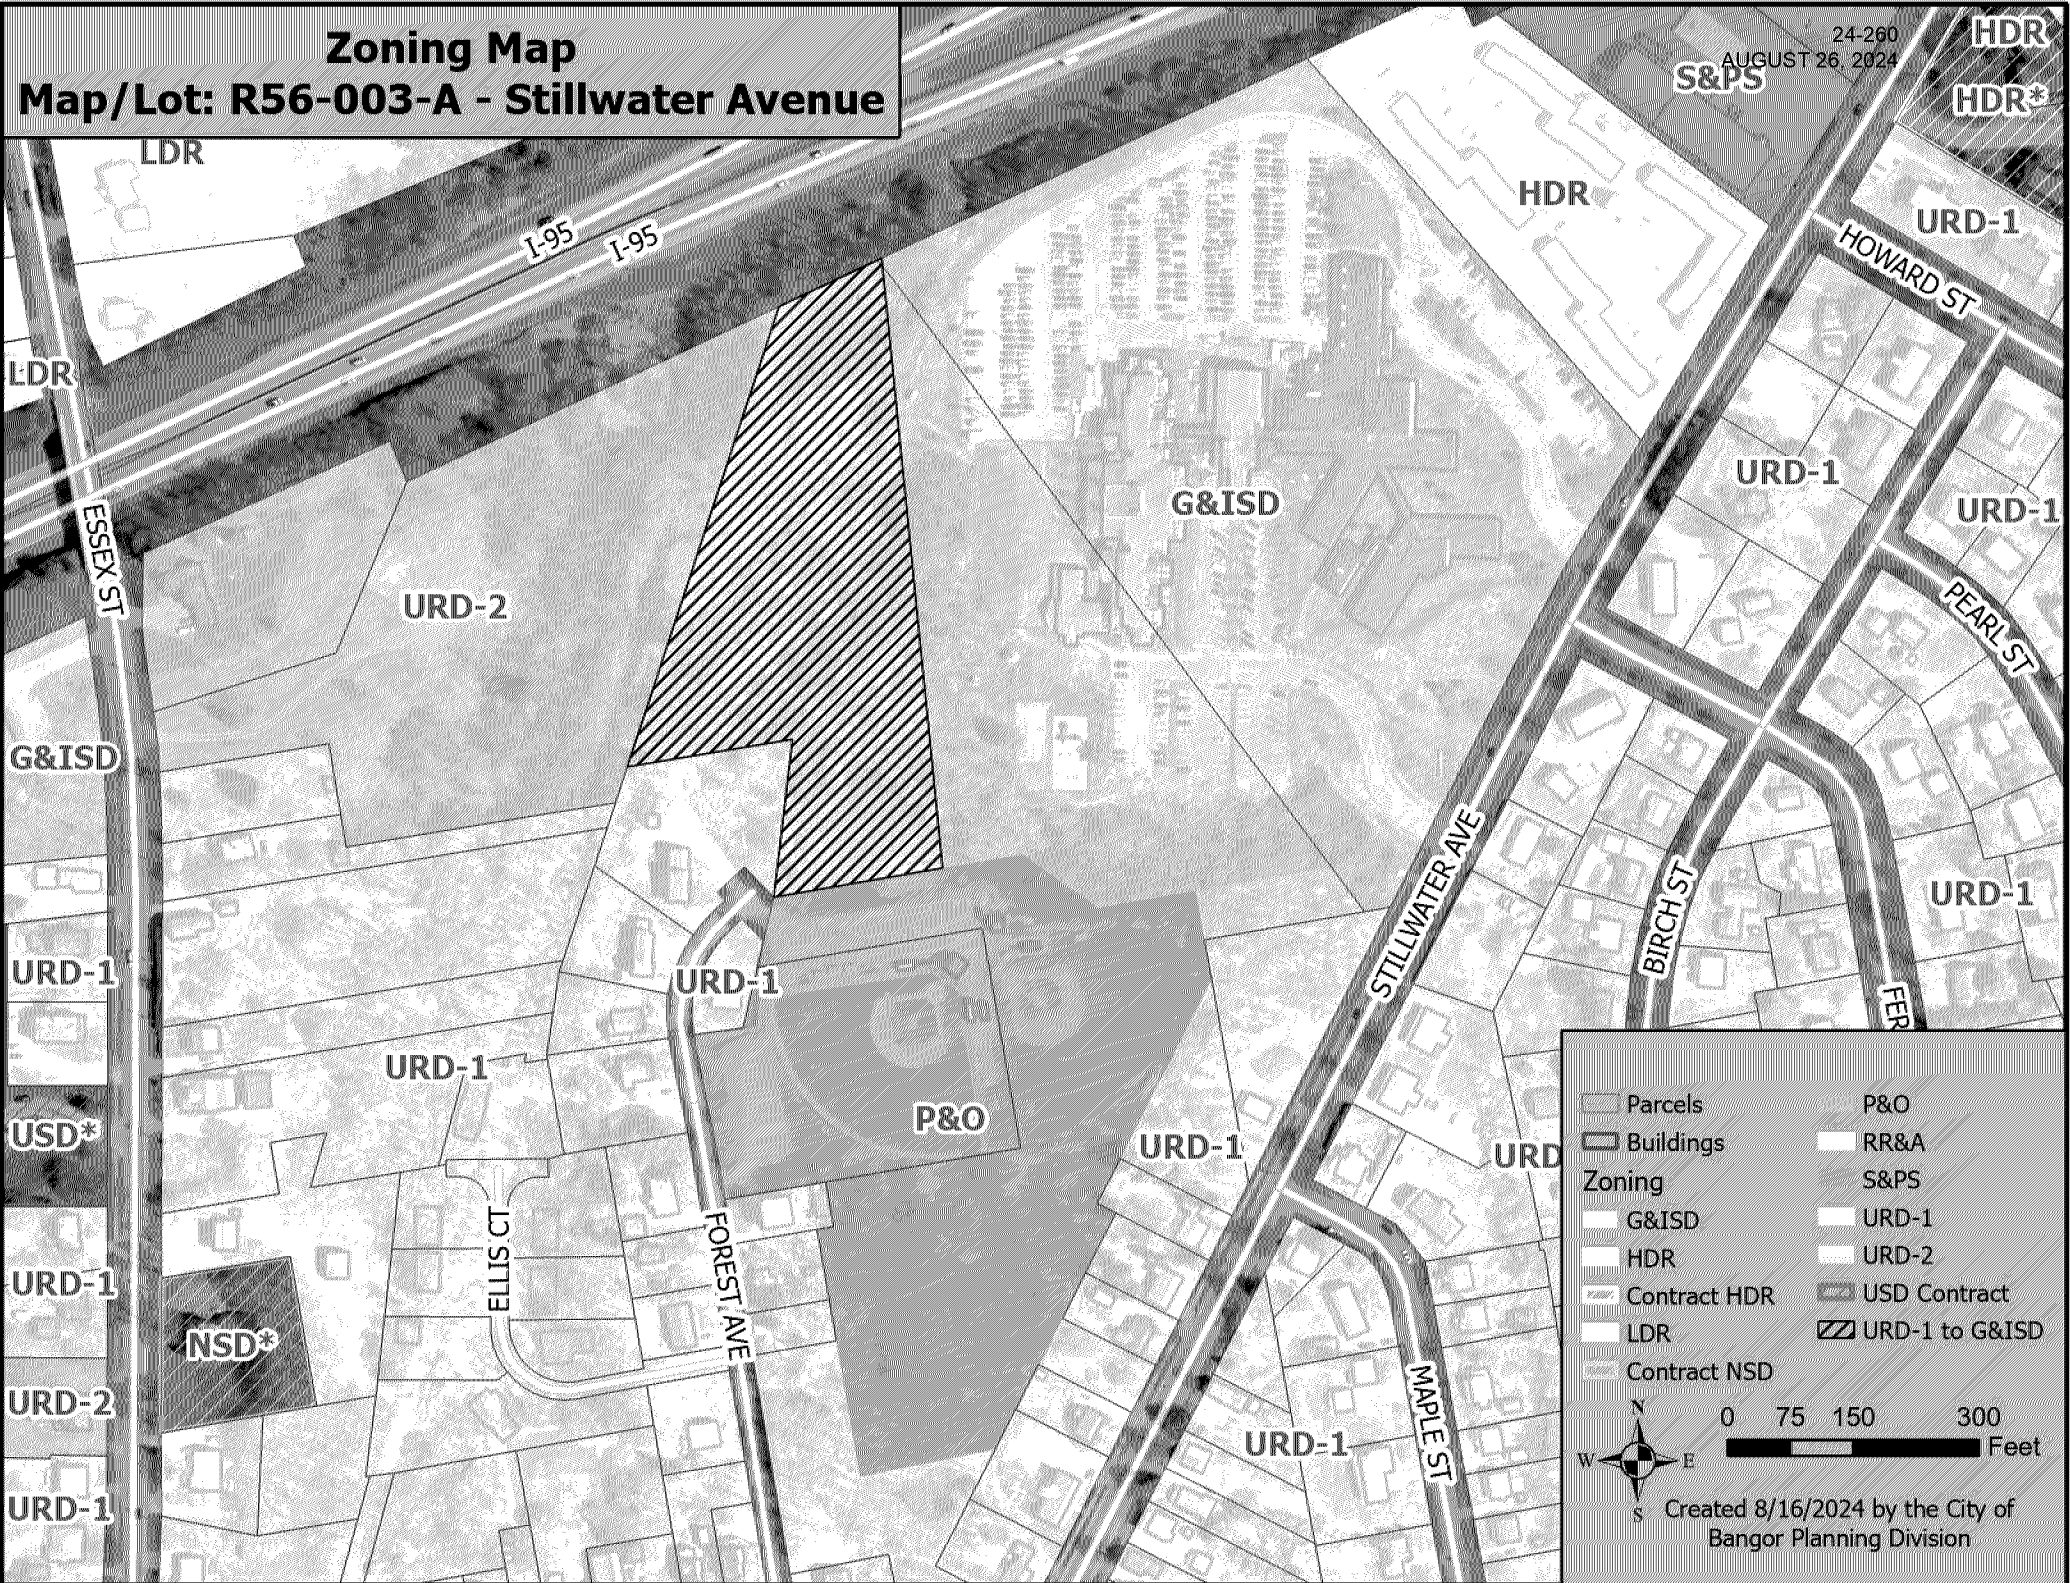 Zoning Map
Map/Lot: R56-003-A - Stillwater Avenue
24-260
AUGUST 26, 2024
S&PS
HDR
HDR*
LDR
I-95
I-95
HDR
URD-1
HOWARD ST
LDR
URD-1
G&ISD
URD-1
ESSEX ST
URD-2
PEARL ST
G&ISD
STILLWATER AVE
BIRCH ST
URD-1
URD-1
URD-1
FER
URD-1
P&O
USD*
URD-1
URD
ELLIS CT
FOREST AVE
URD-1
NSD*
URD-2
MAPLE ST
URD-1
URD-1
Parcels
Buildings
Zoning
G&ISD
HDR
Contract HDR
LDR
Contract NSD
P&O
RR&A
S&PS
URD-1
URD-2
USD Contract
URD-1 to G&ISD
N
W E
S
0 75 150 300
Feet
Created 8/16/2024 by the City of
Bangor Planning Division